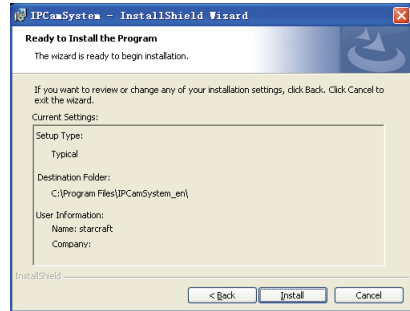 IPCamSystem - InstallShield Wizard
Ready to Install the Program
The wizard is ready to begin installation.
If you want to review or change any of your installation settings, click Back. Click Cancel to
exit the wizard.
Current Settings:
Setup Type:
Typical
Destination Folder:
C:\Program Files\IPCamSystem_en\
User Information:
Name: starcraft
Company:
InstallShield
< Back Install Cancel